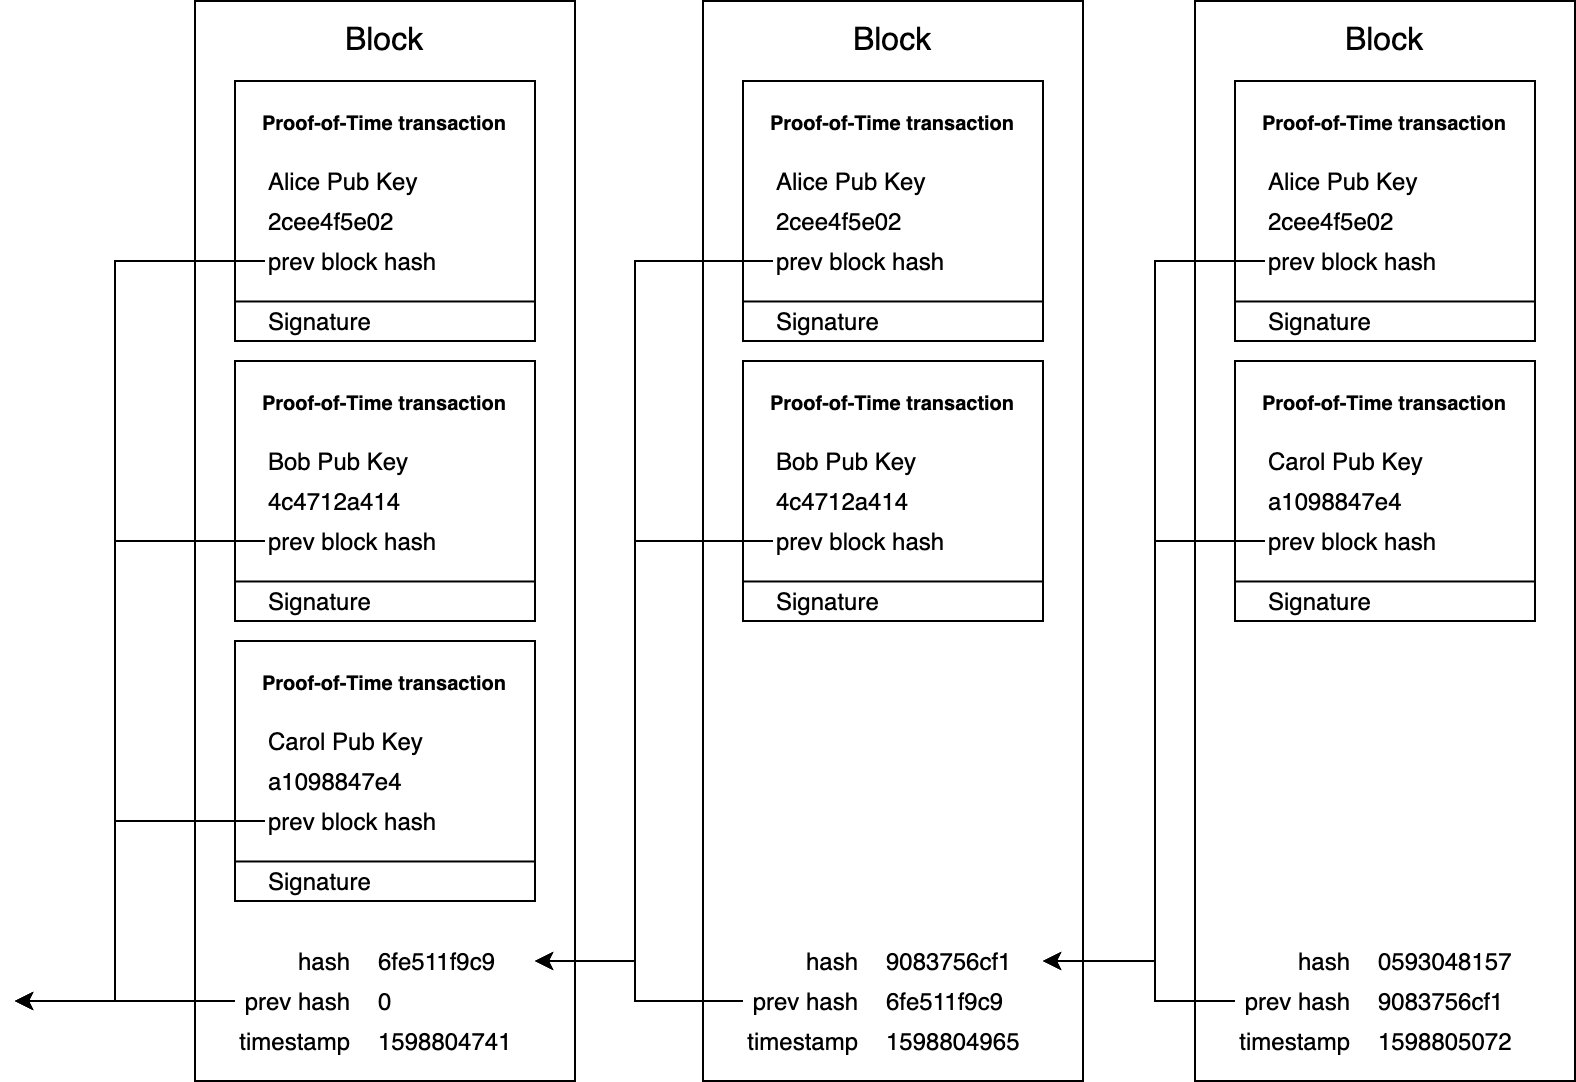 Block
Proof-of-Time transaction
Alice Pub Key
2cee4f5e02
prev block hash
Signature
Proof-of-Time transaction
Bob Pub Key
4c4712a414
prev block hash
Signature
Proof-of-Time transaction
Carol Pub Key
a1098847e4
prev block hash
Signature
hash 6fe511f9c9
prev hash 0
timestamp 1598804741
Block
Proof-of-Time transaction
Alice Pub Key
2cee4f5e02
prev block hash
Signature
Proof-of-Time transaction
Bob Pub Key
4c4712a414
prev block hash
Signature
hash 9083756cf1
prev hash 6fe511f9c9
timestamp 1598804965
Block
Proof-of-Time transaction
Alice Pub Key
2cee4f5e02
prev block hash
Signature
Proof-of-Time transaction
Carol Pub Key
a1098847e4
prev block hash
Signature
hash 0593048157
prev hash 9083756cf1
timestamp 1598805072